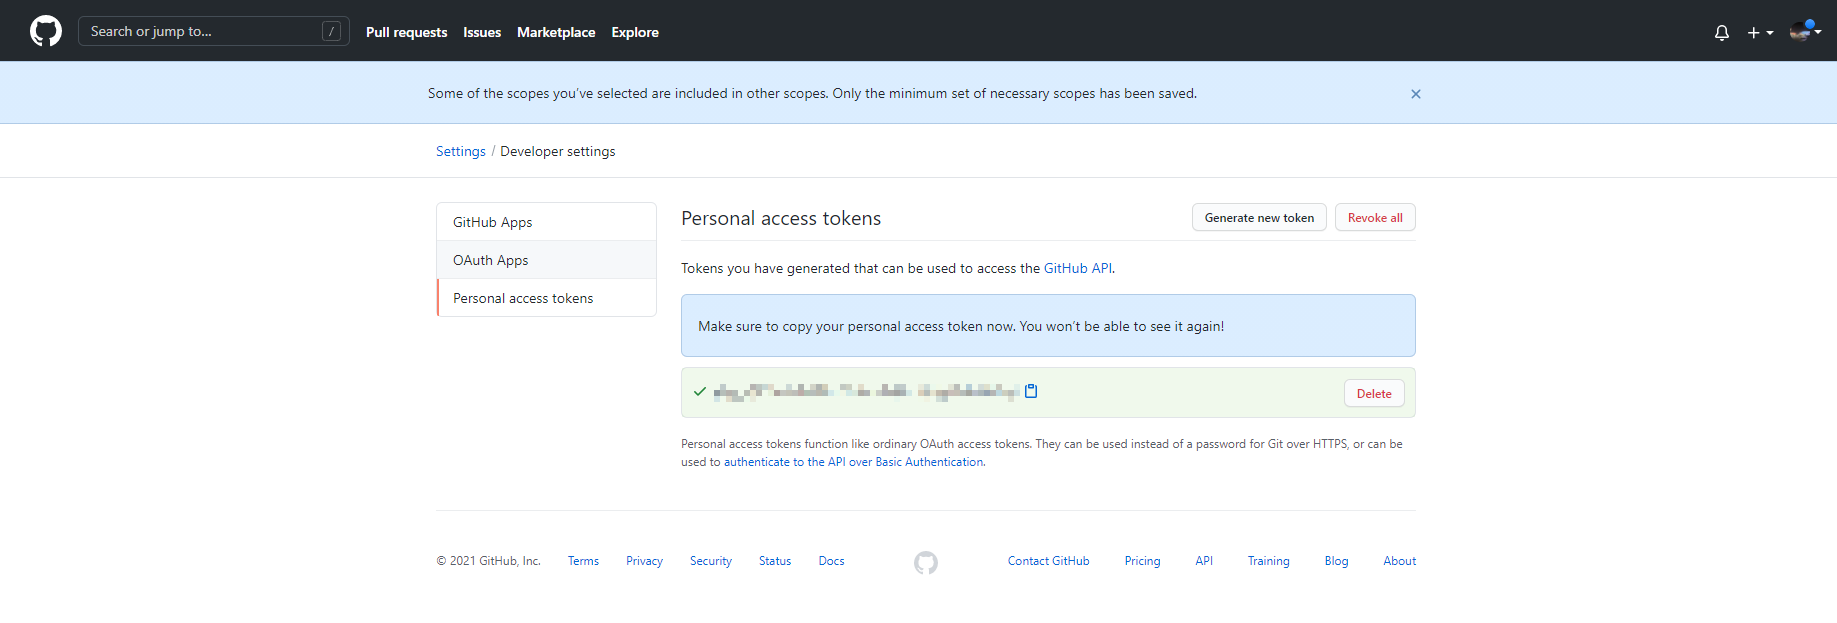 Search or jump to... /
Pull requests Issues Marketplace Explore
Some of the scopes you've selected are included in other scopes. Only the minimum set of necessary scopes has been saved.
Settings / Developer settings
GitHub Apps
OAuth Apps
Personal access tokens
Personal access tokens
Generate new token
Revoke all
Tokens you have generated that can be used to access the GitHub API.
Make sure to copy your personal access token now. You won't be able to see it again!
Delete
Personal access tokens function like ordinary OAuth access tokens. They can be used instead of a password for Git over HTTPS, or can be
used to authenticate to the API over Basic Authentication.
© 2021 GitHub, Inc. Terms Privacy Security Status Docs Contact GitHub Pricing API Training Blog About